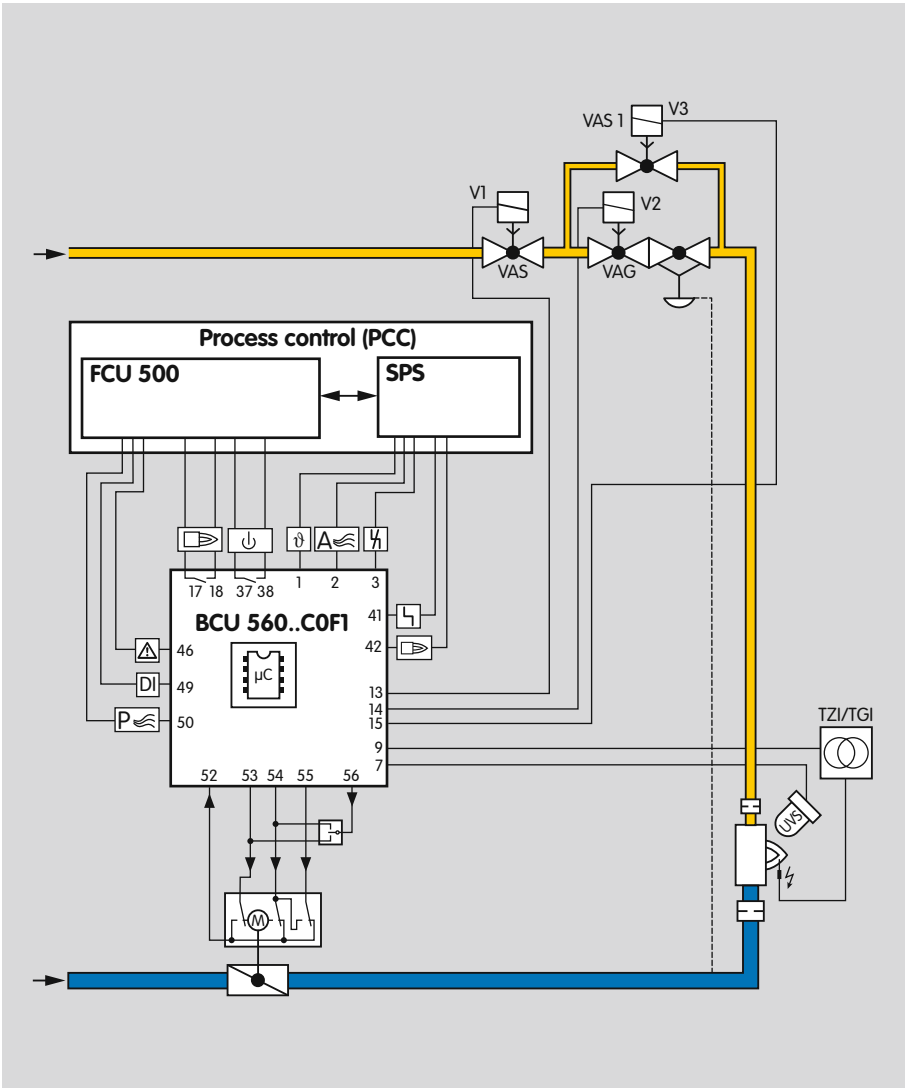 V3
VAS 1
V1
V2
VAS
VAG
Process control (PCC)
FCU 500
SPS
ϑ
A
17 18
37 38
1
2
3
BCU 560..C0F1
41
42
µC
46
DI
49
P
50
13
14
15
9
7
TZI/TGI
52
53
54
55
56
UVS
M